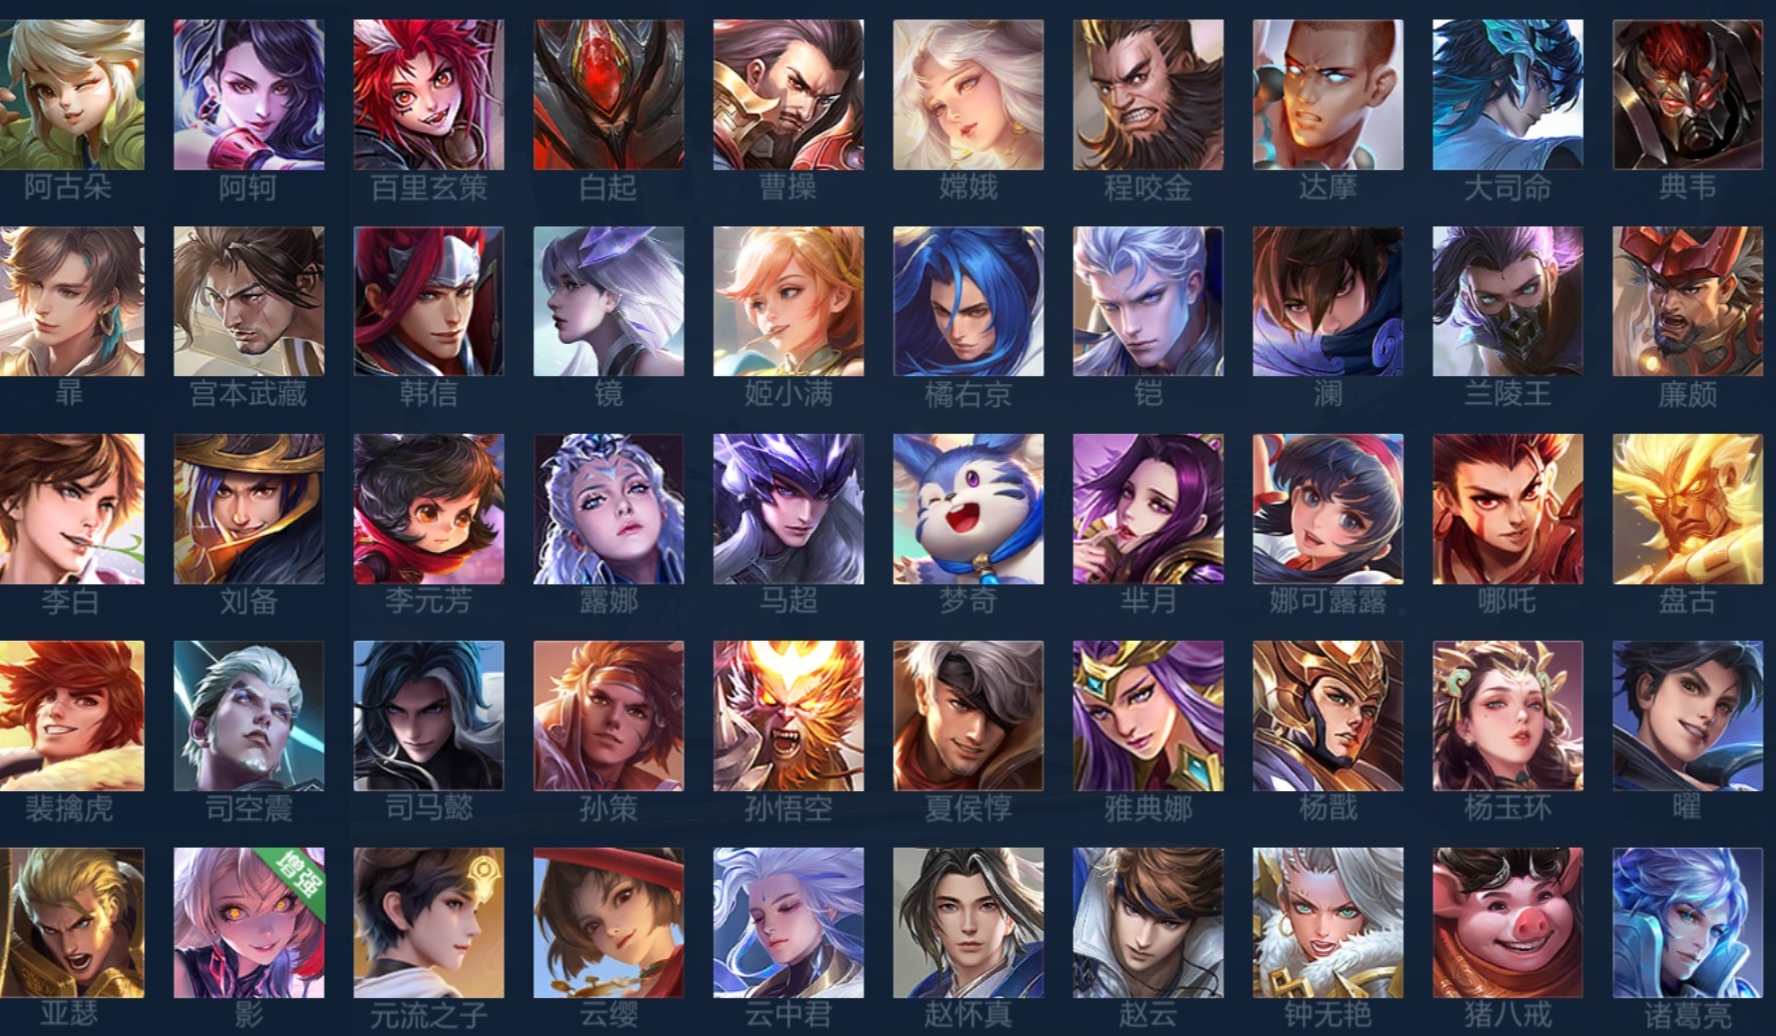 阿古朵 阿轲 百里玄策 白起 曹操 嫦娥 程咬金 达摩 大司命 典韦
暃 宫本武藏 韩信 镜 姬小满 橘右京 铠 澜 兰陵王 廉颇
李白 刘备 李元芳 露娜 马超 梦奇 芈月 娜可露露 哪吒 盘古
裴擒虎 司空震 司马懿 孙策 孙悟空 夏侯惇 雅典娜 杨戬 杨玉环 曜
增强
亚瑟 影 元流之子 云缨 云中君 赵怀真 赵云 钟无艳 猪八戒 诸葛亮